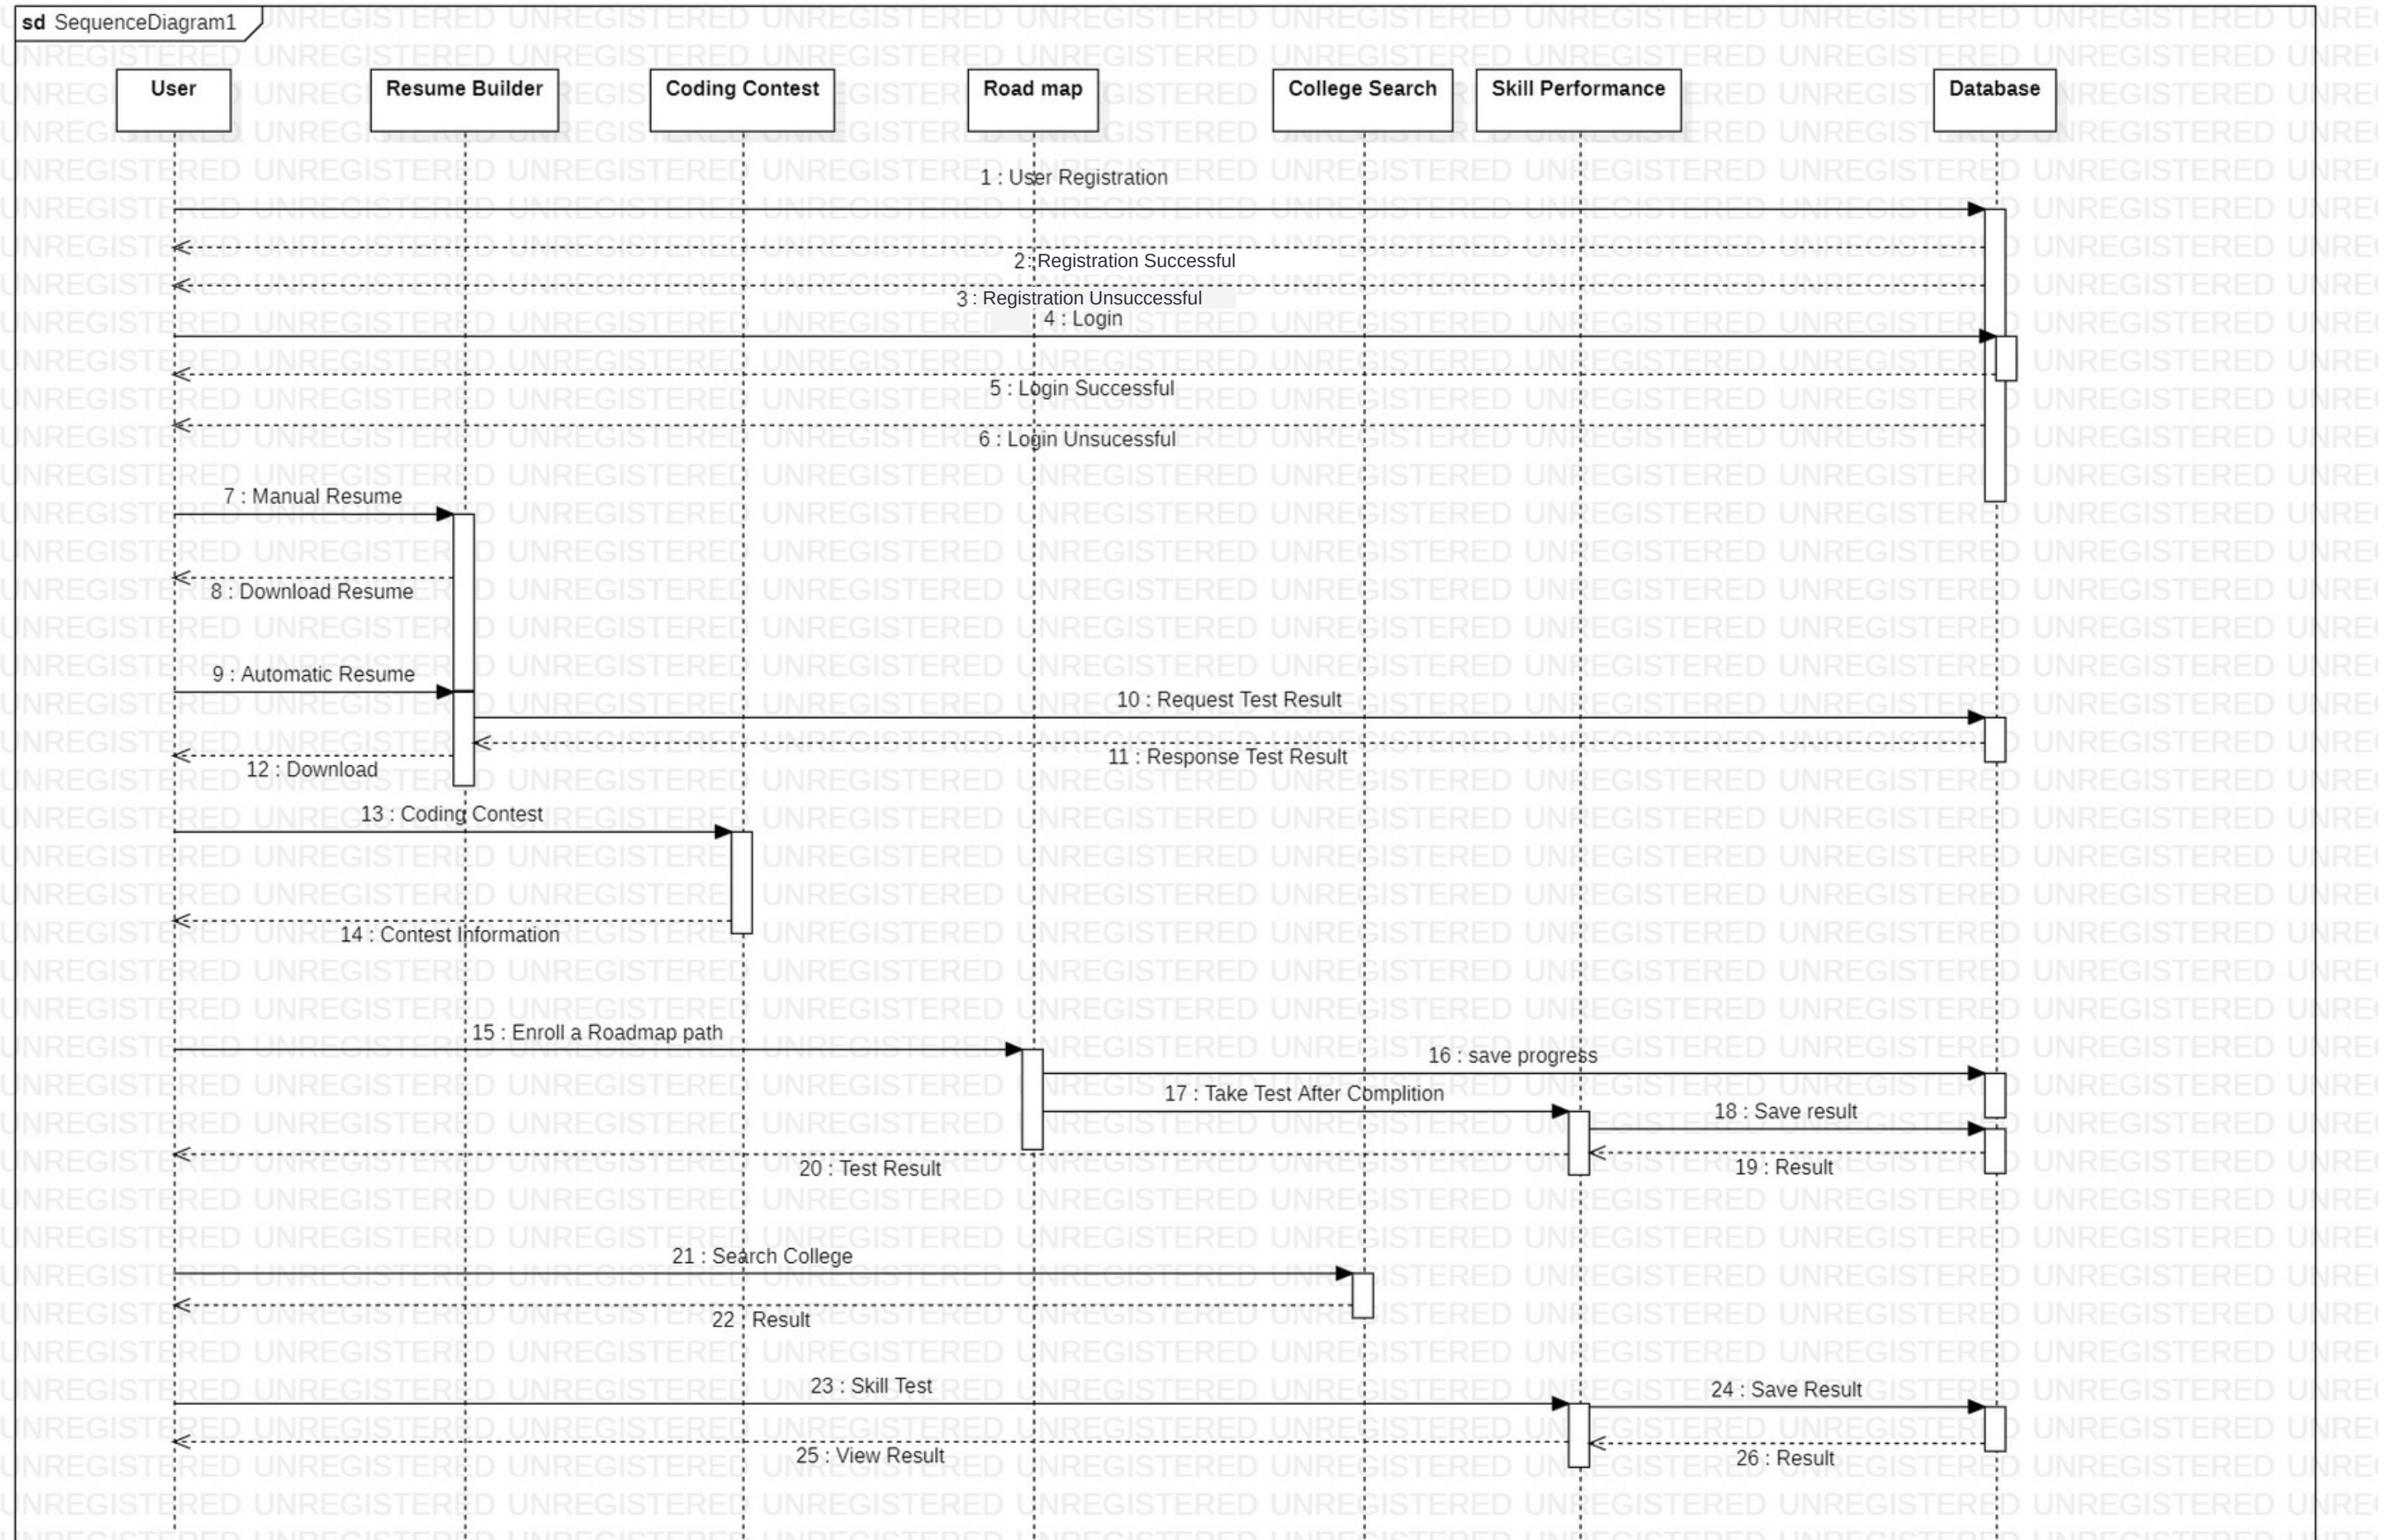 sd SequenceDiagram1
User
Resume Builder
Coding Contest
Road map
College Search
Skill Performance
Database
1 : User Registration
2 : Registration Successful
3 : Registration Unsuccessful
4 : Login
5 : Login Successful
6 : Login Unsucessful
7 : Manual Resume
8 : Download Resume
9 : Automatic Resume
10 : Request Test Result
11 : Response Test Result
12 : Download
13 : Coding Contest
14 : Contest Information
15 : Enroll a Roadmap path
16 : save progress
17 : Take Test After Complition
18 : Save result
19 : Result
20 : Test Result
21 : Search College
22 : Result
23 : Skill Test
24 : Save Result
25 : View Result
26 : Result
UNREGISTERED